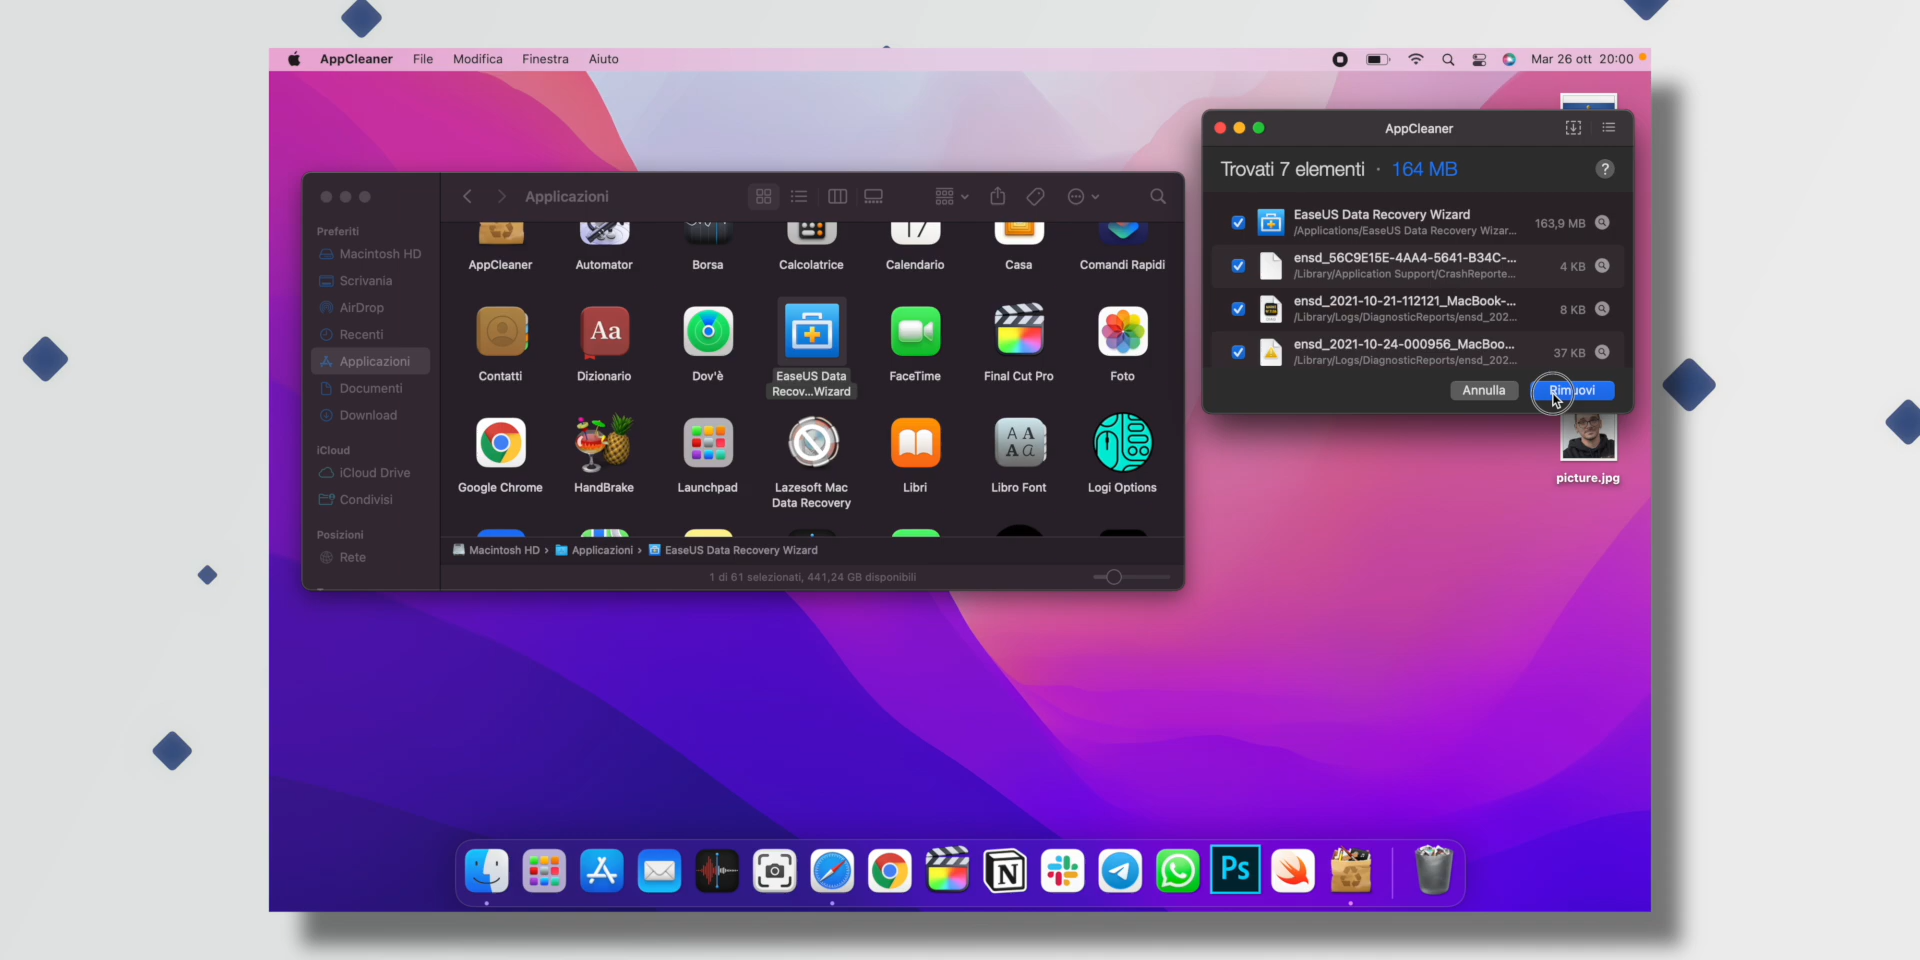 AppCleaner File Modifica Finestra Aiuto
Mar 26 ott 20:00
AppCleaner
Trovati 7 elementi · 164 MB
?
EaseUS Data Recovery Wizard
/Applications/EaseUS Data Recovery Wizar...
163,9 MB
ensd_56C9E15E-4AA4-5641-B34C-...
/Library/Application Support/CrashReporte...
4 KB
ensd_2021-10-21-112121_MacBook-...
/Library/Logs/DiagnosticReports/ensd_202...
8 KB
ensd_2021-10-24-000956_MacBoo...
/Library/Logs/DiagnosticReports/ensd_202...
37 KB
Annulla
Rimuovi
picture.jpg
Applicazioni
Preferiti
Macintosh HD
Scrivania
AirDrop
Recenti
Applicazioni
Documenti
Download
iCloud
iCloud Drive
Condivisi
Posizioni
Rete
17
AppCleaner
Automator
Borsa
Calcolatrice
Calendario
Casa
Comandi Rapidi
Aa
Contatti
Dizionario
Dov'è
EaseUS Data
Recov...Wizard
FaceTime
Final Cut Pro
Foto
A A
A a
Google Chrome
HandBrake
Launchpad
Lazesoft Mac
Data Recovery
Libri
Libro Font
Logi Options
Macintosh HD › Applicazioni › EaseUS Data Recovery Wizard
1 di 61 selezionati, 441,24 GB disponibili
N
Ps